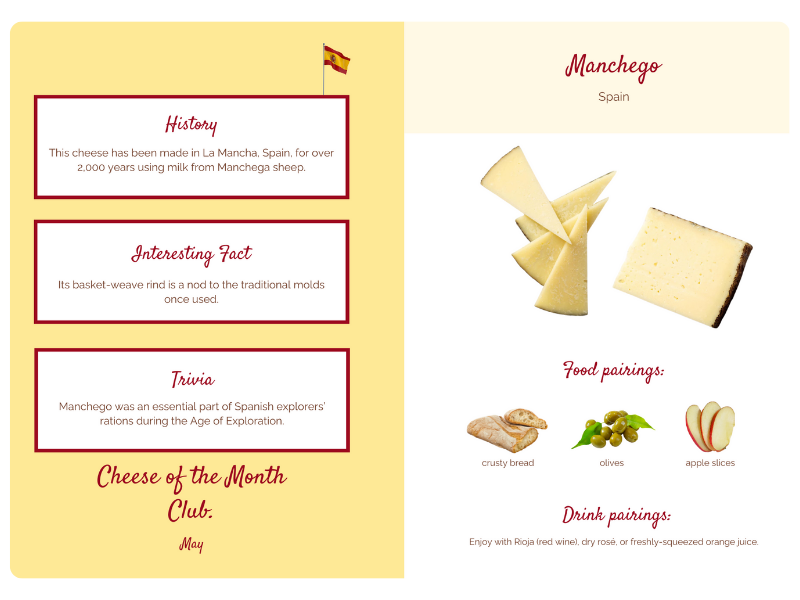 History
This cheese has been made in La Mancha, Spain, for over
2,000 years using milk from Manchega sheep.
Interesting Fact
Its basket-weave rind is a nod to the traditional molds
once used.
Trivia
Manchego was an essential part of Spanish explorers'
rations during the Age of Exploration.
Cheese of the Month
Club.
May
Manchego
Spain
Food pairings:
crusty bread
olives
apple slices
Drink pairings:
Enjoy with Rioja (red wine), dry rosé, or freshly-squeezed orange juice.